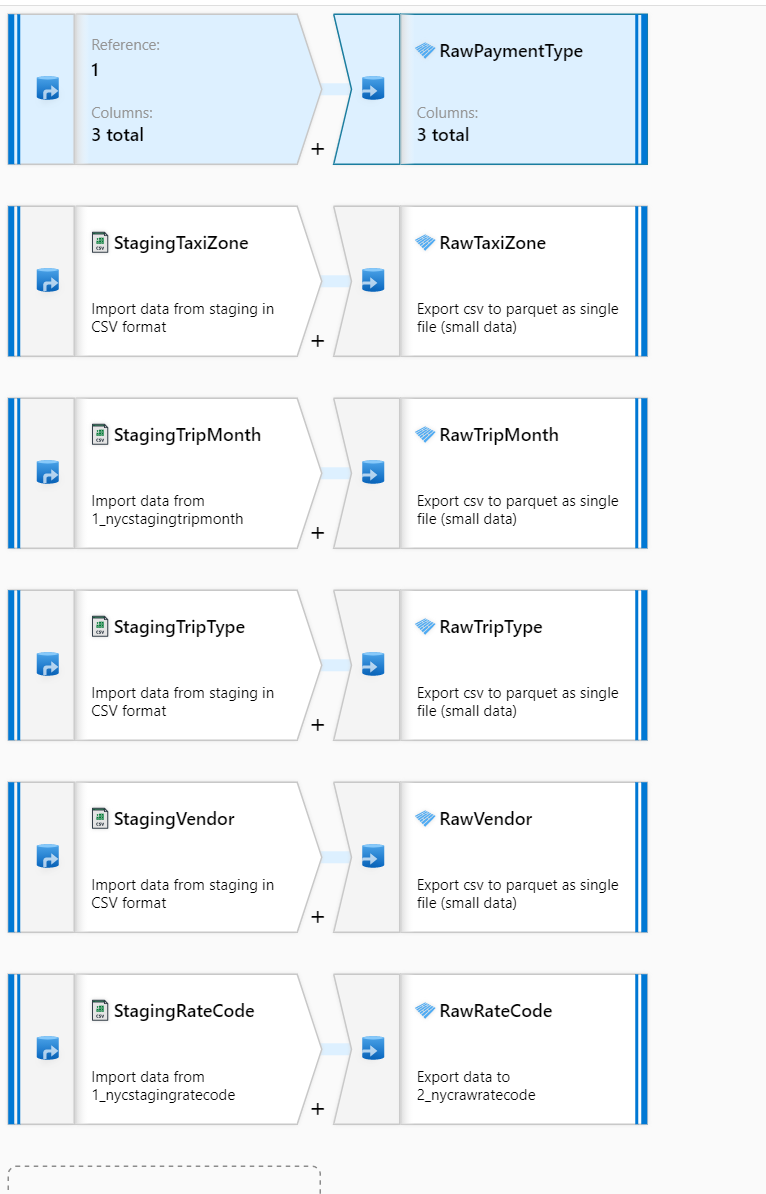 Reference:
1
Columns:
3 total
+
RawPaymentType
Columns:
3 total
StagingTaxiZone
Import data from staging in
CSV format
+
RawTaxiZone
Export csv to parquet as single
file (small data)
StagingTripMonth
Import data from
1_nycstagingtripmonth
+
RawTripMonth
Export csv to parquet as single
file (small data)
StagingTripType
Import data from staging in
CSV format
+
RawTripType
Export csv to parquet as single
file (small data)
StagingVendor
Import data from staging in
CSV format
+
RawVendor
Export csv to parquet as single
file (small data)
StagingRateCode
Import data from
1_nycstagingratecode
+
RawRateCode
Export data to
2_nycrawratecode